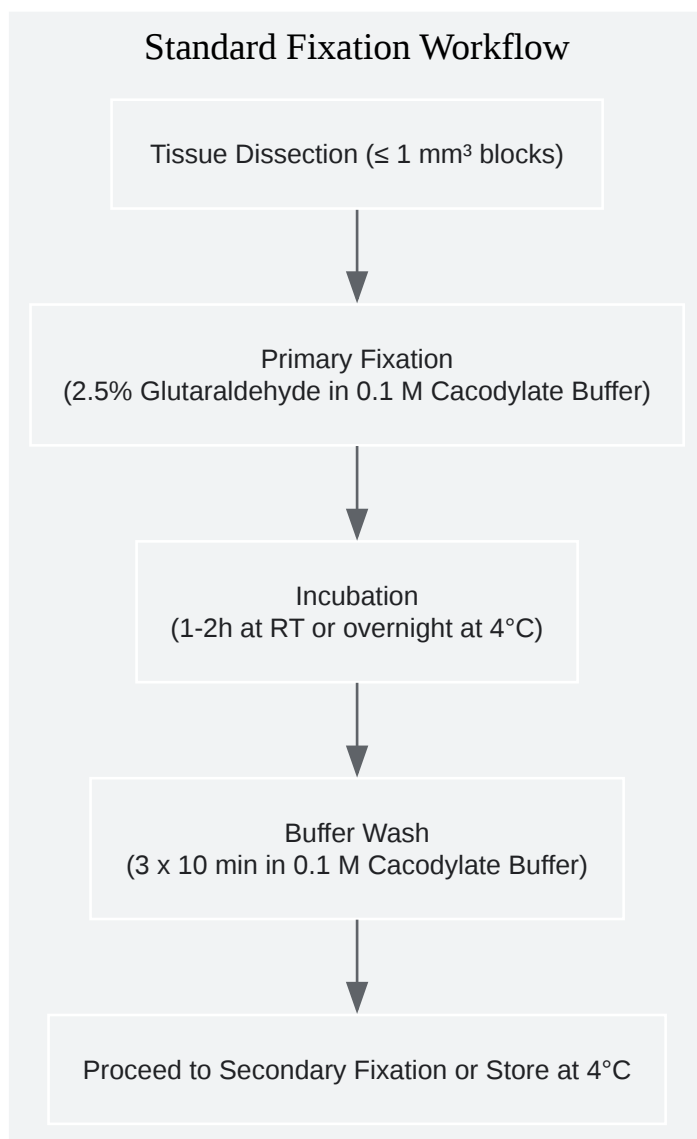 Standard Fixation Workflow
Tissue Dissection (≤ 1 mm³ blocks)
Primary Fixation
(2.5% Glutaraldehyde in 0.1 M Cacodylate Buffer)
Incubation
(1-2h at RT or overnight at 4°C)
Buffer Wash
(3 x 10 min in 0.1 M Cacodylate Buffer)
Proceed to Secondary Fixation or Store at 4°C